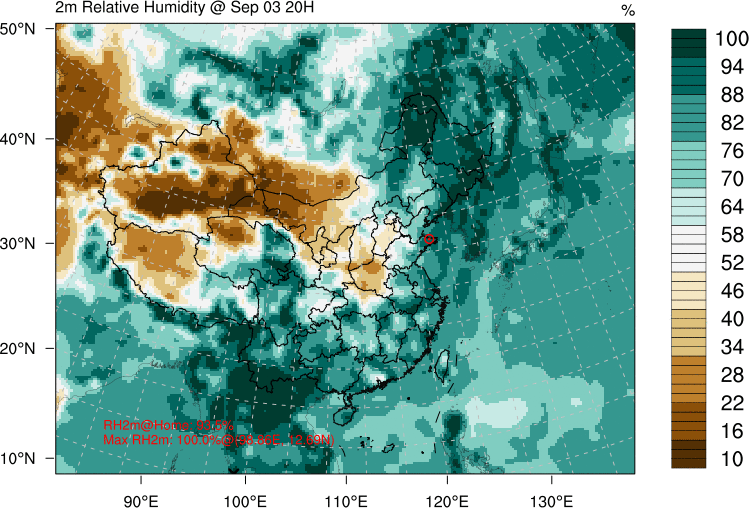 2m Relative Humidity @ Sep 03 20H
%
50°N
40°N
30°N
20°N
10°N
90°E
100°E
110°E
120°E
130°E
100
94
88
82
76
70
64
58
52
46
40
34
28
22
16
10
RH2m@Home:
Max RH2m: 100.0%@